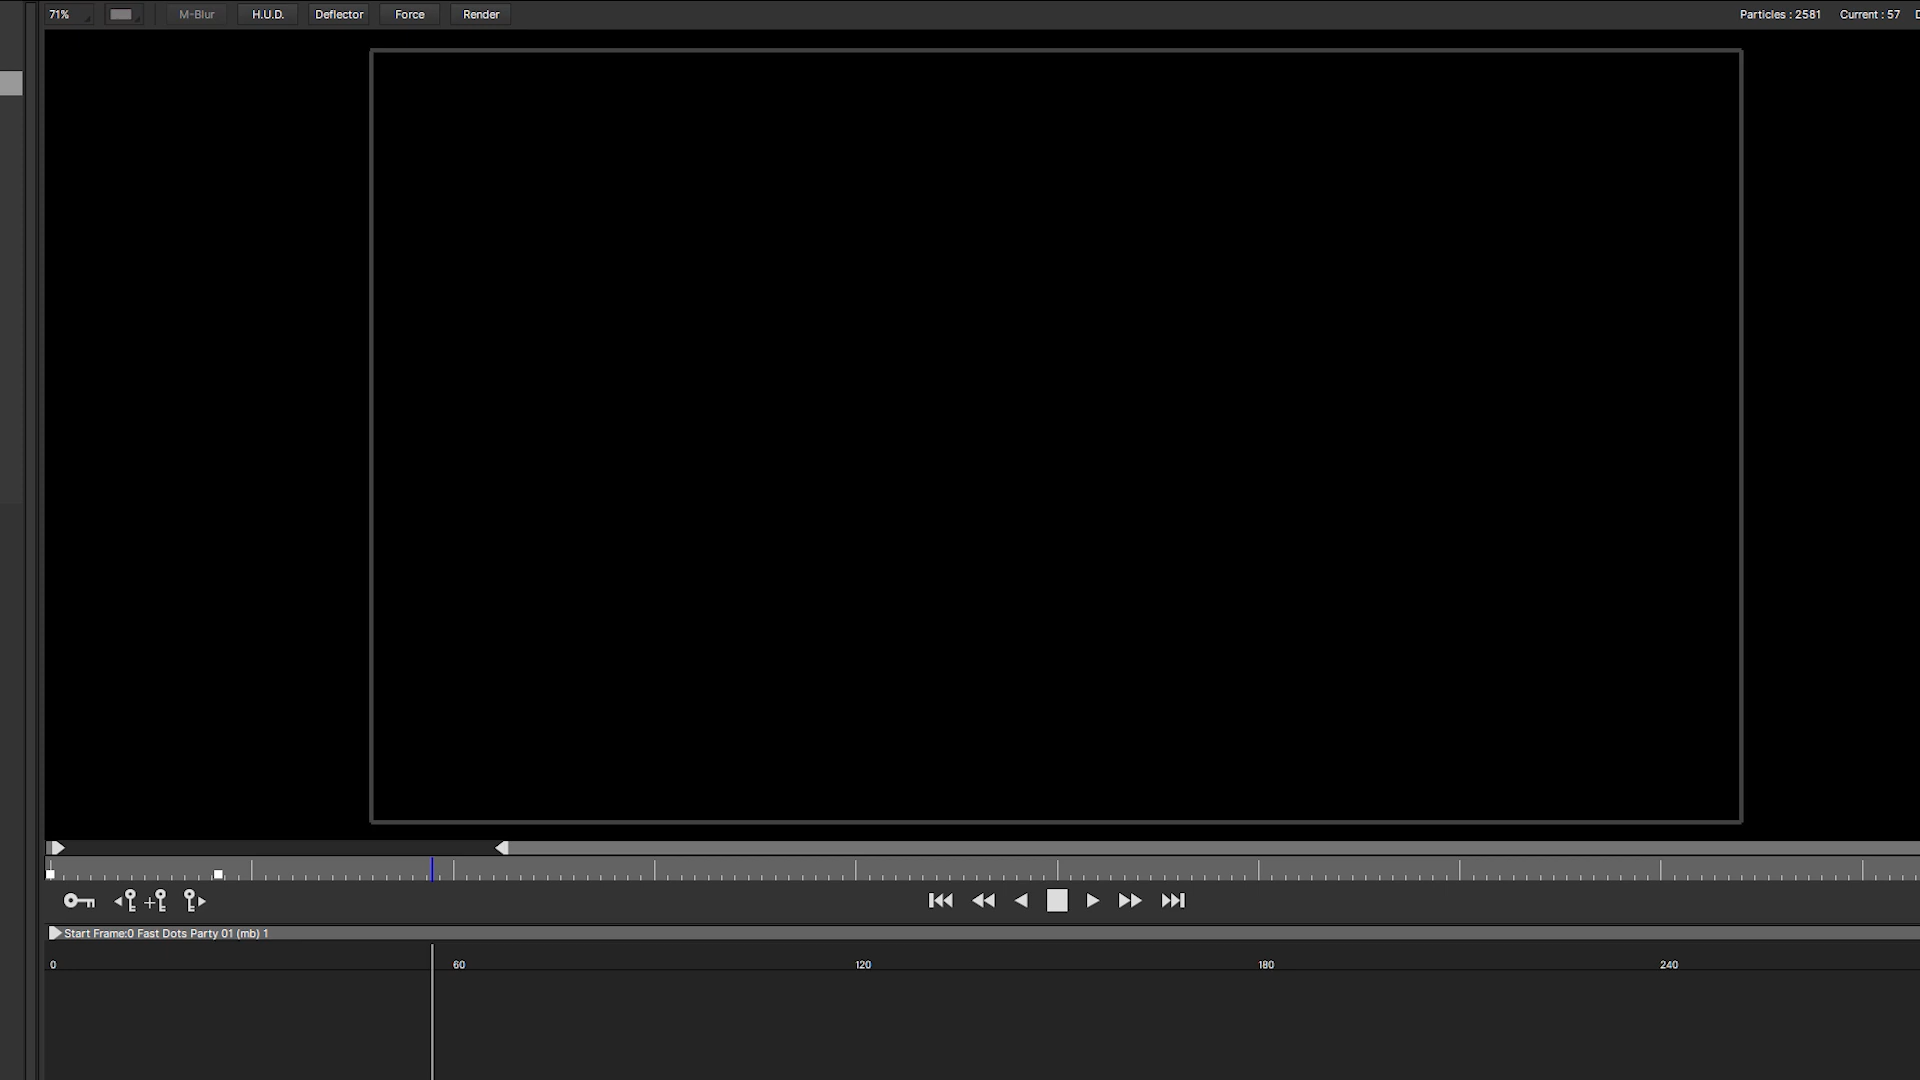 71% M-Blur H.U.D. Deflector Force Render Particles : 2581 Current : 57
Start Frame:0 Fast Dots Party 01 (mb) 1
0 60 120 180 240